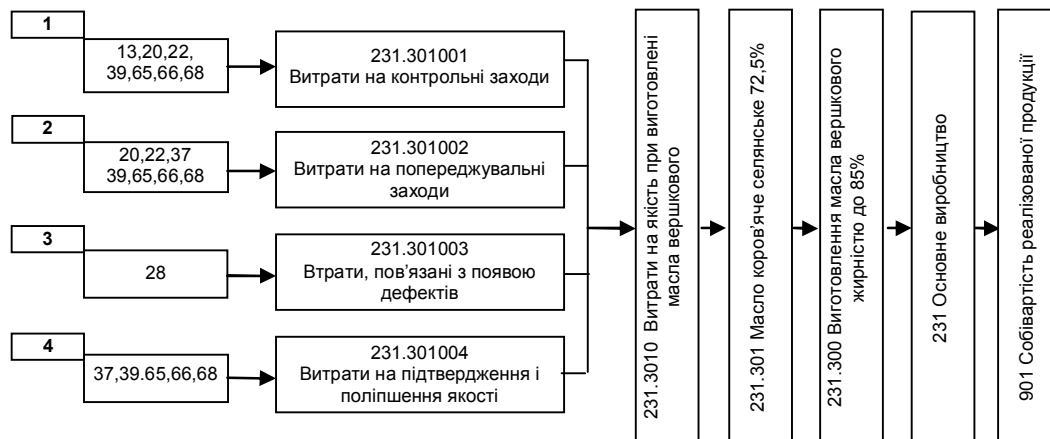 1
13,20,22,
39,65,66,68
231.301001
Витрати на контрольні заходи
2
20,22,37
39,65,66,68
231.301002
Витрати на попереджувальні
заходи
3
28
231.301003
Втрати, пов’язані з появою
дефектів
4
37,39.65,66,68
231.301004
Витрати на підтвердження і
поліпшення якості
231.3010 Витрати на якість при виготовлені
масла вершкового
231.301 Масло коров’яче селянське 72,5%
231.300 Виготовлення масла вершкового
жирністю до 85%
231 Основне виробництво
901 Собівартість реалізованої продукції